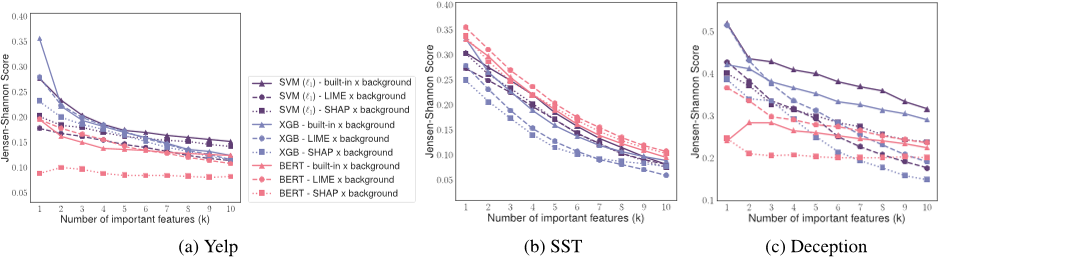 0.40
0.35
0.30
0.25
0.20
0.15
0.10
0.05
Jensen-Shannon Score
1 2 3 4 5 6 7 8 9 10
Number of important features (k)
(a) Yelp
SVM (ℓ1) - built-in x background
SVM (ℓ1) - LIME x background
SVM (ℓ1) - SHAP x background
XGB - built-in x background
XGB - LIME x background
XGB - SHAP x background
BERT - built-in x background
BERT - LIME x background
BERT - SHAP x background
0.40
0.35
0.30
0.25
0.20
0.15
0.10
0.05
Jensen-Shannon Score
1 2 3 4 5 6 7 8 9 10
Number of important features (k)
(b) SST
0.5
0.4
0.3
0.2
0.1
Jensen-Shannon Score
1 2 3 4 5 6 7 8 9 10
Number of important features (k)
(c) Deception